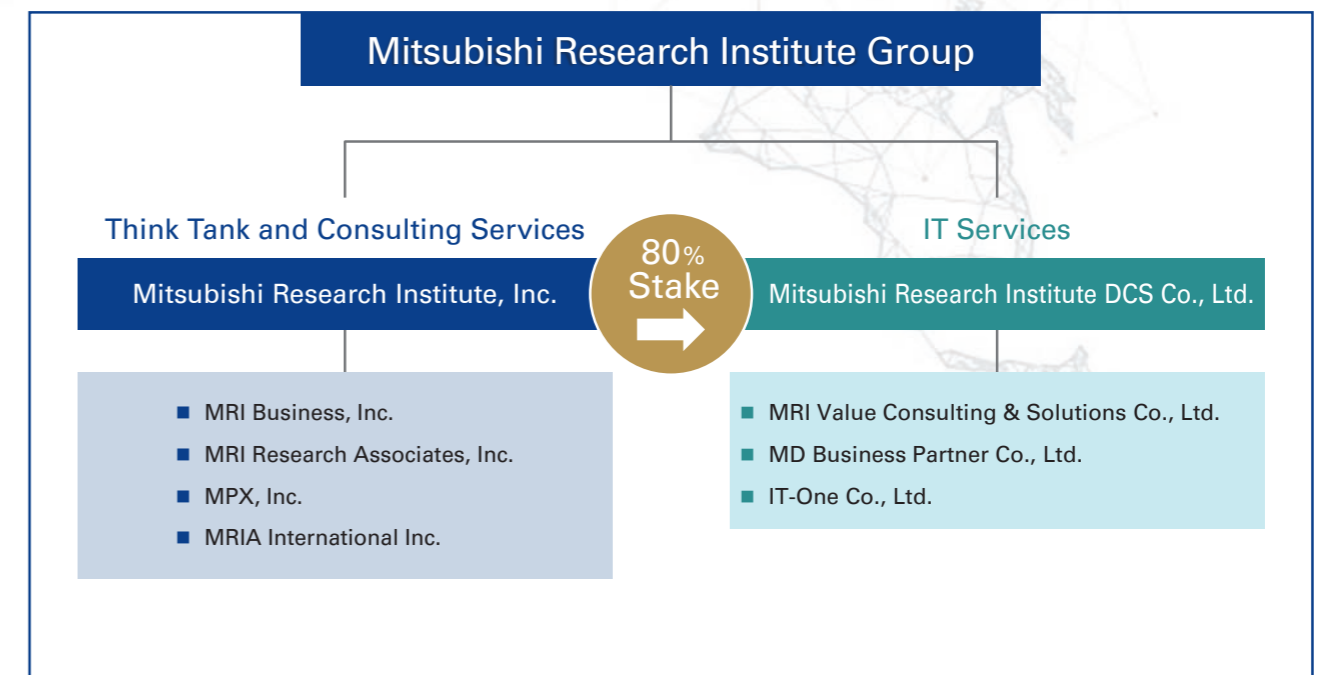 Mitsubishi Research Institute Group
Think Tank and Consulting Services
Mitsubishi Research Institute, Inc.
80%
Stake
IT Services
Mitsubishi Research Institute DCS Co., Ltd.
MRI Business, Inc.
MRI Research Associates, Inc.
MPX, Inc.
MRIA International Inc.
MRI Value Consulting & Solutions Co., Ltd.
MD Business Partner Co., Ltd.
IT-One Co., Ltd.